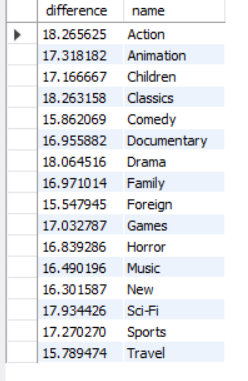 difference name
18.265625 Action
17.318182 Animation
17.166667 Children
18.263158 Classics
15.862069 Comedy
16.955882 Documentary
18.064516 Drama
16.971014 Family
15.547945 Foreign
17.032787 Games
16.839286 Horror
16.490196 Music
16.301587 New
17.934426 Sci-Fi
17.270270 Sports
15.789474 Travel